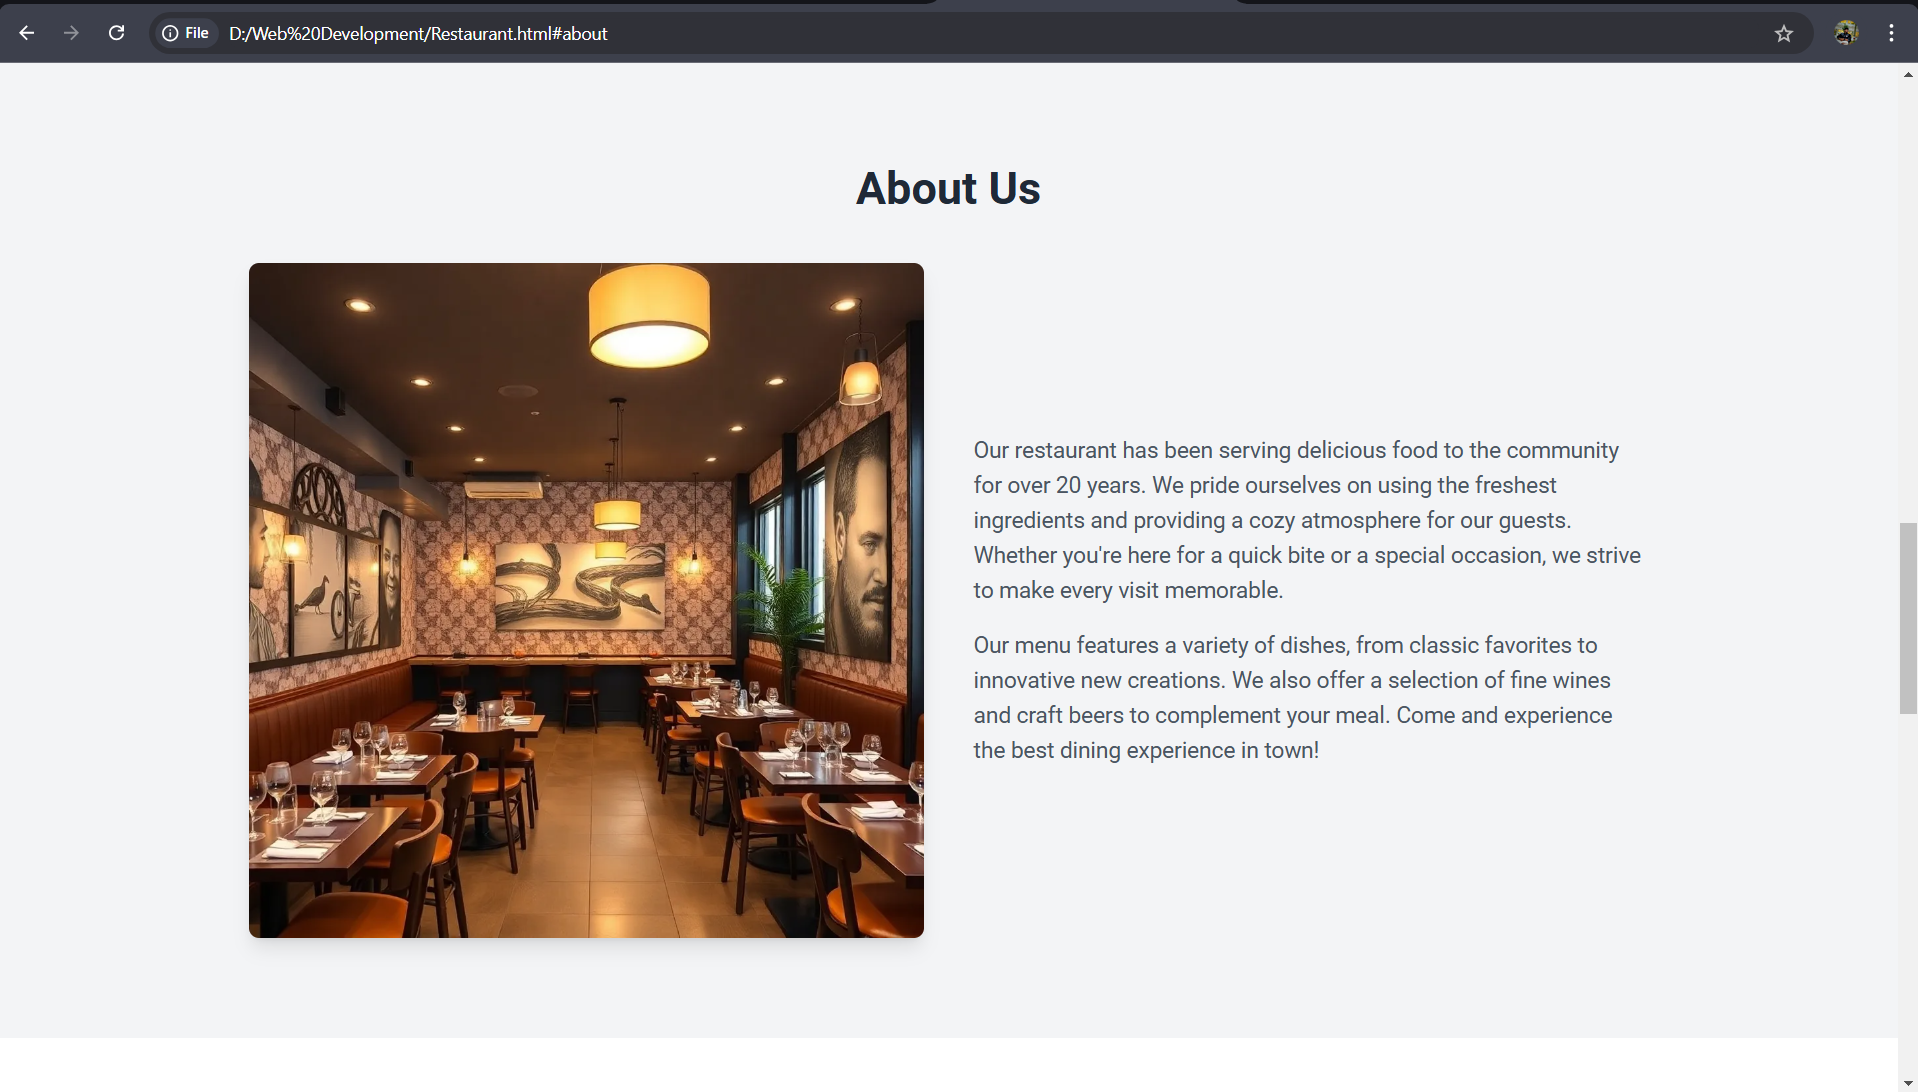 File D:/Web%20Development/Restaurant.html#about
About Us
Our restaurant has been serving delicious food to the community
for over 20 years. We pride ourselves on using the freshest
ingredients and providing a cozy atmosphere for our guests.
Whether you're here for a quick bite or a special occasion, we strive
to make every visit memorable.
Our menu features a variety of dishes, from classic favorites to
innovative new creations. We also offer a selection of fine wines
and craft beers to complement your meal. Come and experience
the best dining experience in town!